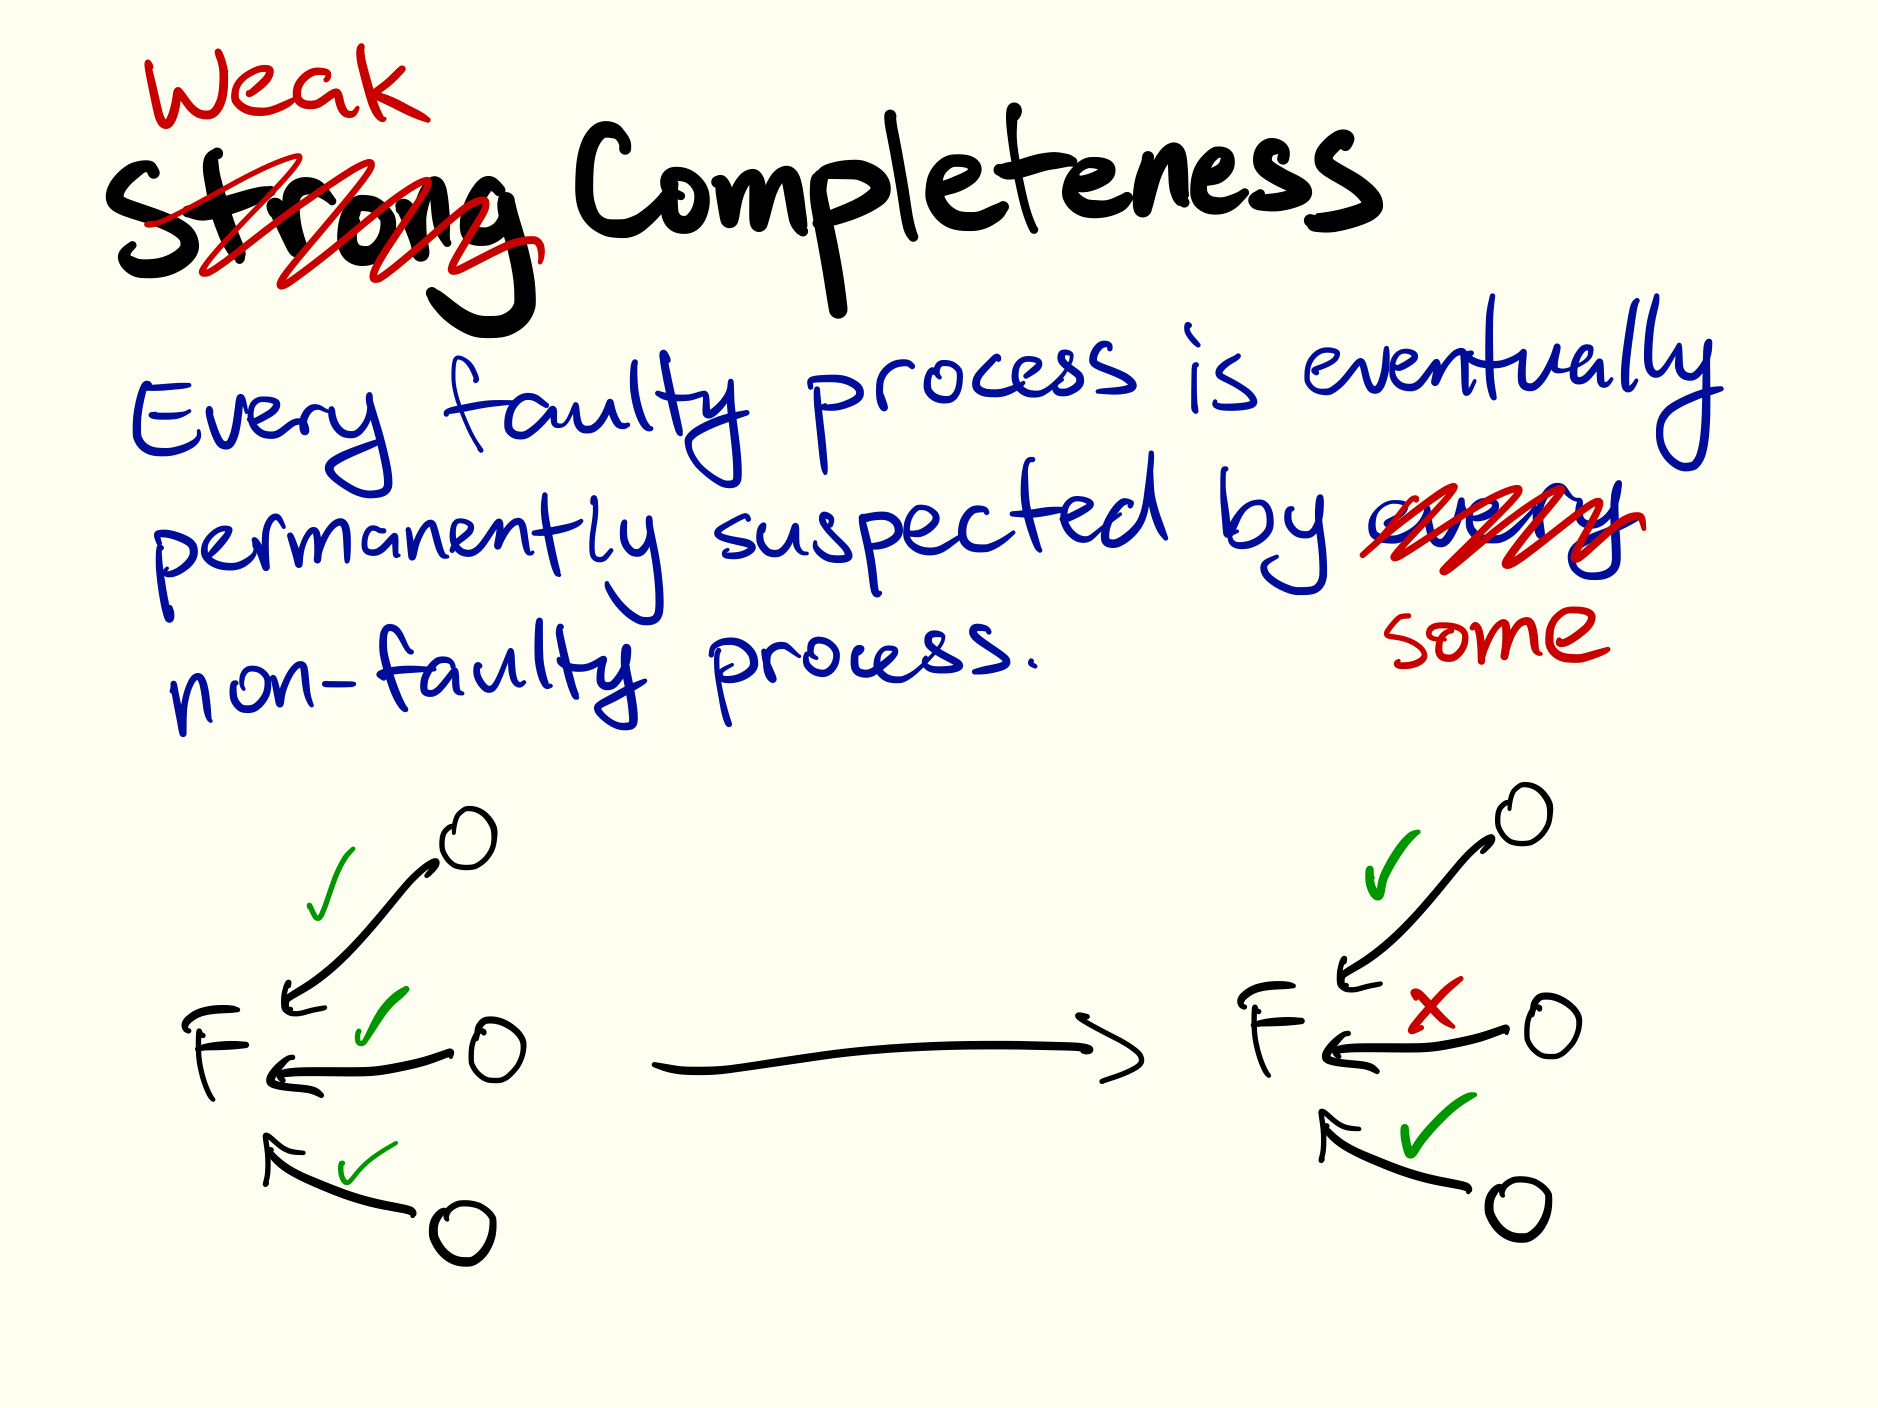 Weak
Strong Completeness
Every faulty process is eventually
permanently suspected by every
some
non-faulty process.
F
F